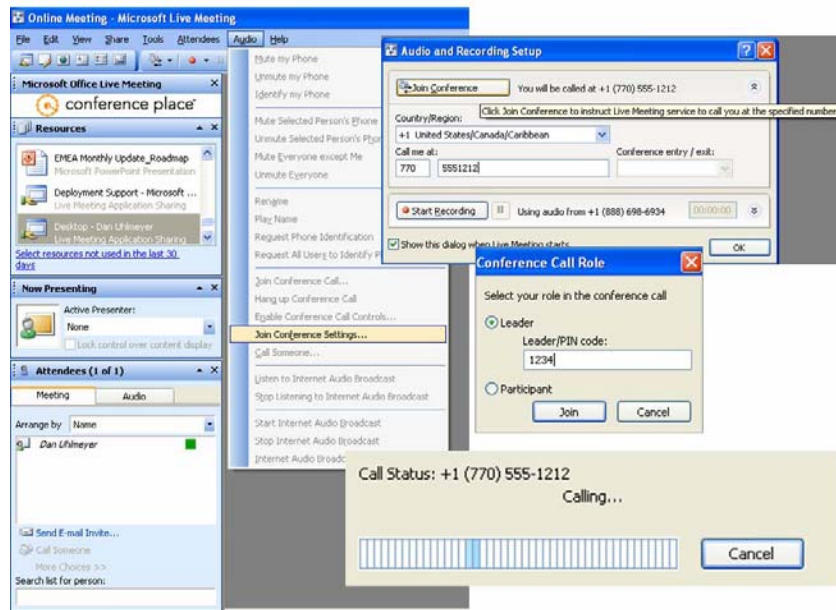 Online Meeting - Microsoft Live Meeting
File Edit View Share Tools Attendees Audio Help
Microsoft Office Live Meeting
conference place
Resources
EMEA Monthly Update_Roadmap
Microsoft PowerPoint Presentation
Deployment Support - Microsoft ...
Live Meeting Application Sharing
Desktop - Dan Uhlmeyer
Live Meeting Application Sharing
Select resources not used in the last 30
days
Now Presenting
Active Presenter:
None
Lock control over content display
Attendees (1 of 1)
Meeting Audio
Arrange by Name
Dan Uhlmeyer
Send E-mail Invite...
Call Someone
More Choices >>
Search list for person:
Mute my Phone
Unmute my Phone
Identify my Phone
Mute Selected Person's Phone
Unmute Selected Person's Phor
Mute Everyone except Me
Unmute Everyone
Rename
Play Name
Request Phone Identification
Request All Users to Identify P
Join Conference Call...
Hang up Conference Call
Enable Conference Call Controls...
Join Conference Settings...
Call Someone...
Listen to Internet Audio Broadcast
Stop Listening to Internet Audio Broadcast
Start Internet Audio Broadcast
Stop Internet Audio Broadcast
Internet Audio Broadc
Audio and Recording Setup
Join Conference You will be called at +1 (770) 555-1212
Click Join Conference to instruct Live Meeting service to call you at the specified number
Country/Region:
+1 United States/Canada/Caribbean
Call me at: Conference entry / exit:
770 5551212
Start Recording Using audio from +1 (888) 698-6934 00:00:00
Show this dialog when Live Meeting starts
OK
Conference Call Role
Select your role in the conference call
Leader
Leader/PIN code:
1234
Participant
Join Cancel
Call Status: +1 (770) 555-1212
Calling...
Cancel